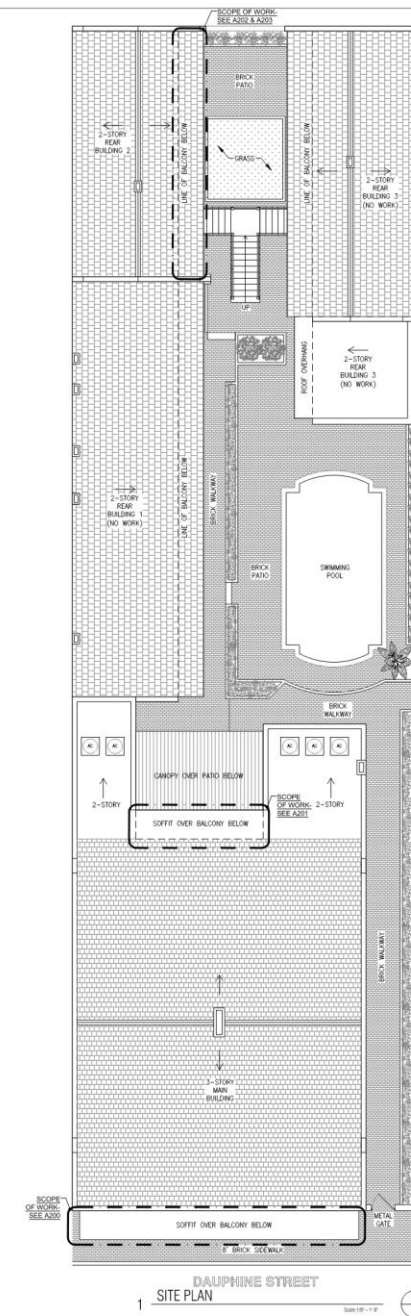 SCOPE OF WORK-
SEE A202 & A203
BRICK
PATIO
2-STORY
REAR
BUILDING 2
LINE OF BALCONY BELOW
GRASS
LINE OF BALCONY BELOW
2-STORY
REAR
BUILDING 3
(NO WORK)
UP
ROOF OVERHANG
2-STORY
REAR
BUILDING 3
(NO WORK)
2-STORY
REAR
BUILDING 1
(NO WORK)
LINE OF BALCONY BELOW
BRICK WALKWAY
BRICK
PATIO
SWIMMING
POOL
BRICK
WALKWAY
AC
AC
AC
AC
AC
2-STORY
CANOPY OVER PATIO BELOW
SCOPE
OF WORK-
SEE A201
2-STORY
SOFFIT OVER BALCONY BELOW
BRICK WALKWAY
3-STORY
MAIN
BUILDING
SCOPE
OF WORK-
SEE A200
SOFFIT OVER BALCONY BELOW
METAL
GATE
8' BRICK SIDEWALK
DAUPHINE STREET
1 SITE PLAN
Scale:1/8"=1'-0"